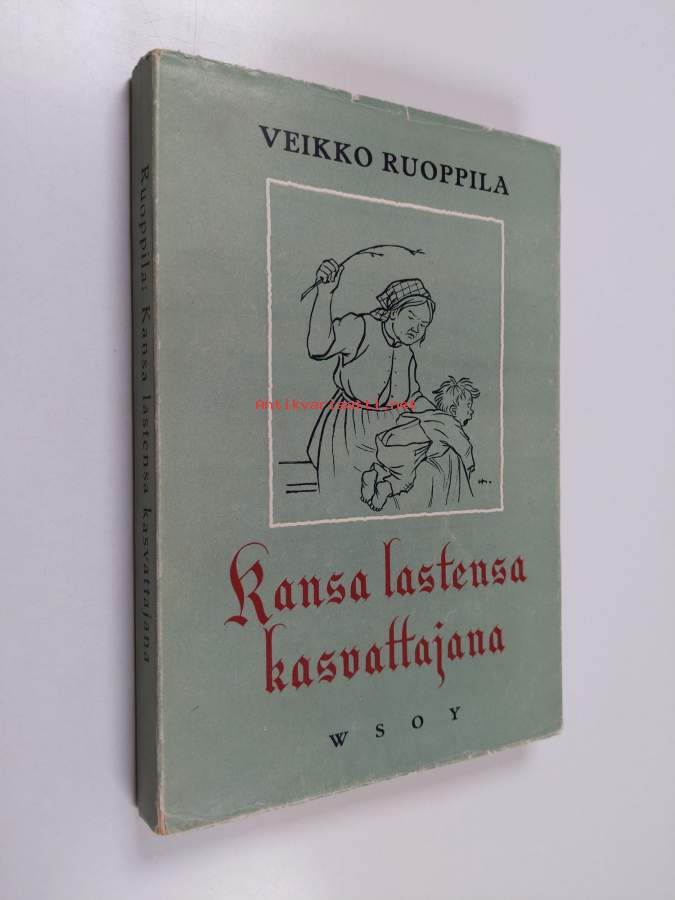 VEIKKO RUOPPILA
Antikvariaatti.net
Kansa lastensa
kasvattajana
WSOY
Ruoppila: Kansa lastensa kasvattajana